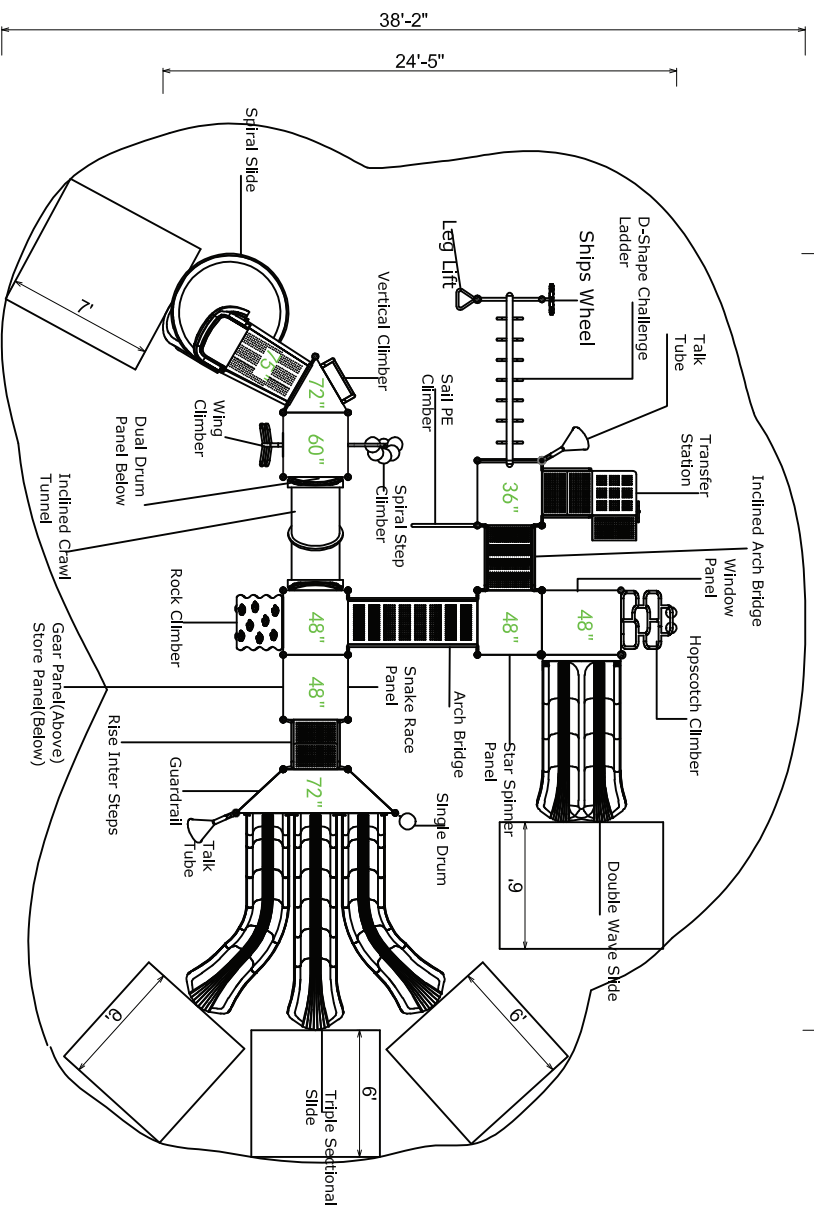 38'-2"
24'-5"
Spiral Slide
7'
75"
72"
60"
Vertical Climber
Wing
Climber
Dual Drum
Panel Below
Inclined Crawl
Tunnel
Spiral Step
Climber
Leg Lift
Ships Wheel
D-Shape Challenge
Ladder
Talk
Tube
Sail PE
Climber
Transfer
Station
36"
Inclined Arch Bridge
Window
Panel
48"
48"
48"
48"
Hopscotch Climber
Rock Climber
Arch Bridge
Snake Race
Panel
Star Spinner
Panel
Gear Panel(Above)
Store Panel(Below)
Rise Inter Steps
Guardrail
72"
Talk
Tube
Single Drum
Double Wave Slide
6'
6'
6'
6'
Triple Sectional
Slide